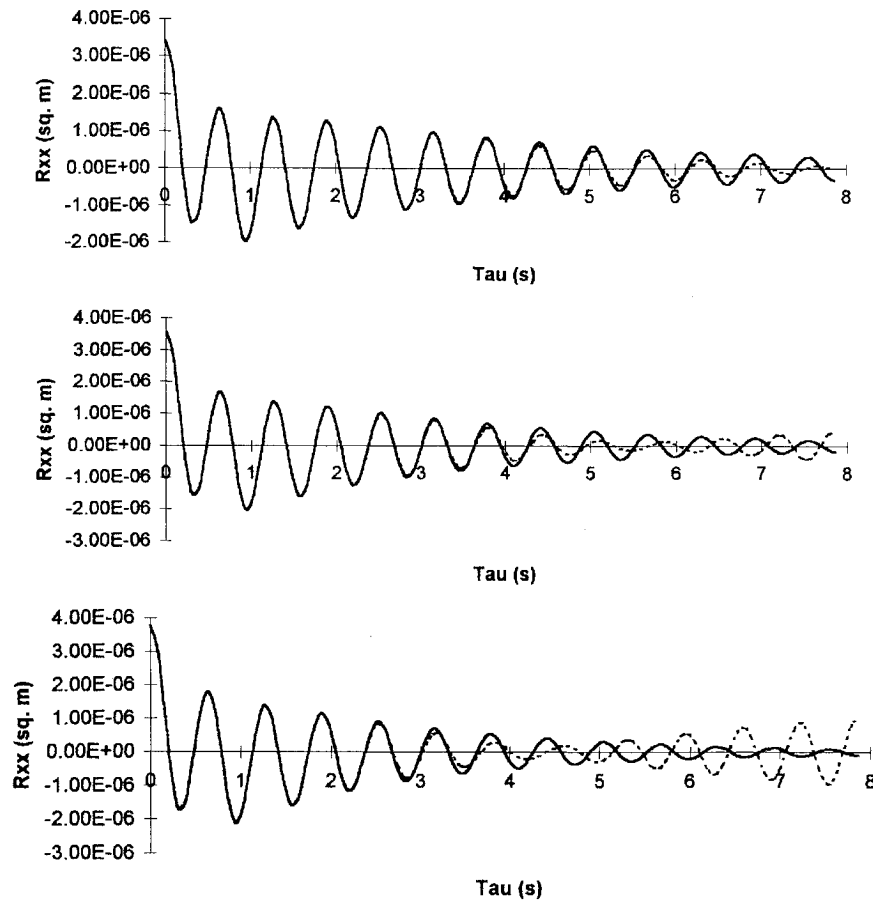 4.00E-06
3.00E-06
2.00E-06
1.00E-06
0.00E+00
-1.00E-06
-2.00E-06
Rxx (sq. m)
0 1 2 3 4 5 6 7 8
Tau (s)
4.00E-06
3.00E-06
2.00E-06
1.00E-06
0.00E+00
-1.00E-06
-2.00E-06
-3.00E-06
Rxx (sq. m)
0 1 2 3 4 5 6 7 8
Tau (s)
4.00E-06
3.00E-06
2.00E-06
1.00E-06
0.00E+00
-1.00E-06
-2.00E-06
-3.00E-06
Rxx (sq. m)
0 1 2 3 4 5 6 7 8
Tau (s)